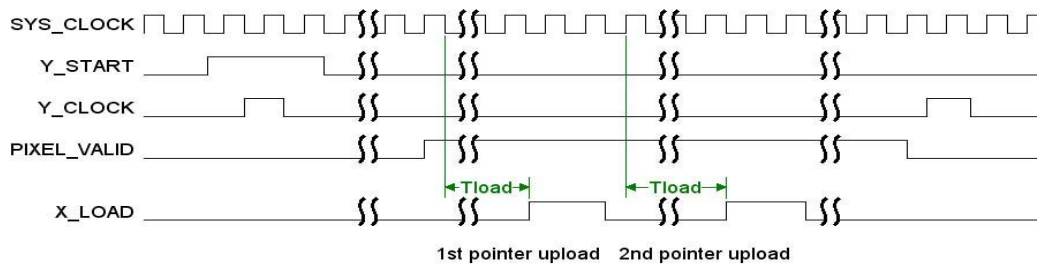 SYS_CLOCK
Y_START
Y_CLOCK
PIXEL_VALID
Tload Tload
X_LOAD
1st pointer upload 2nd pointer upload